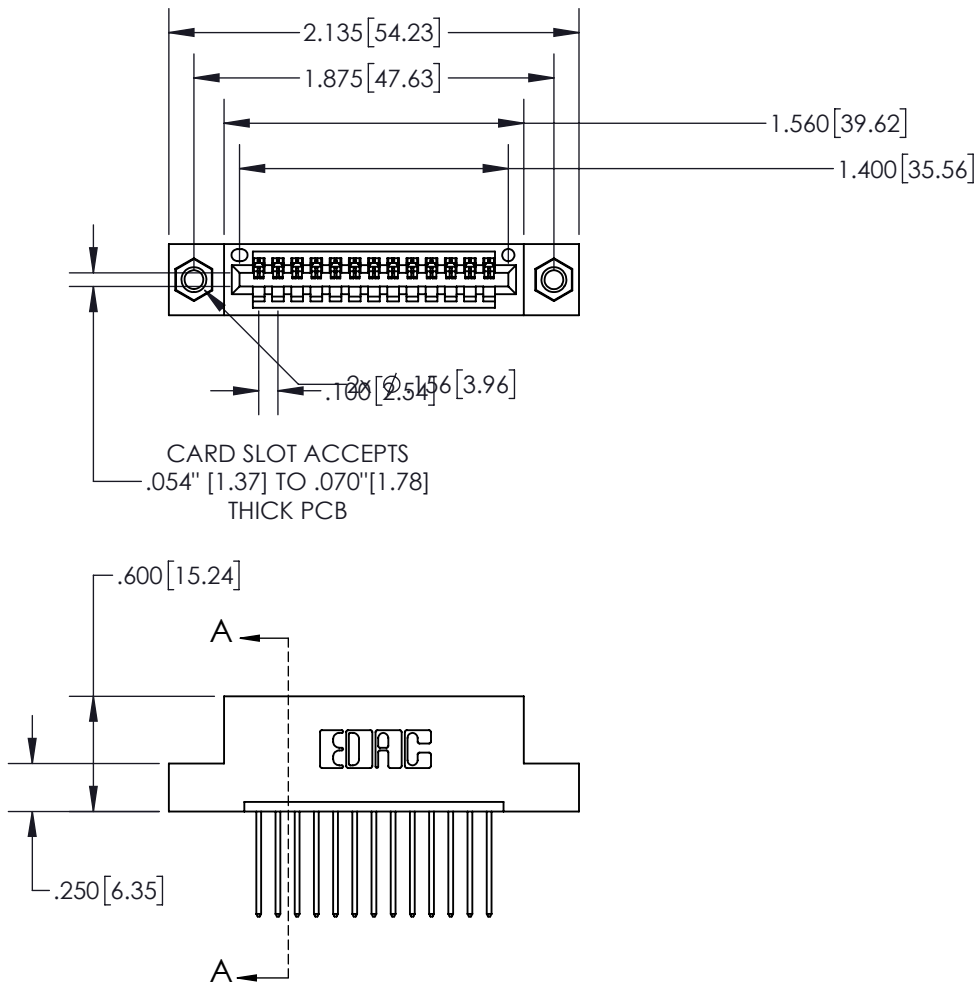 2.135[54.23]
1.875[47.63]
1.560[39.62]
1.400[35.56]
2x Ø .156 [3.96]
.100[2.54]
CARD SLOT ACCEPTS
.054" [1.37] TO .070"[1.78]
THICK PCB
.600[15.24]
A
EDAC
.250[6.35]
A